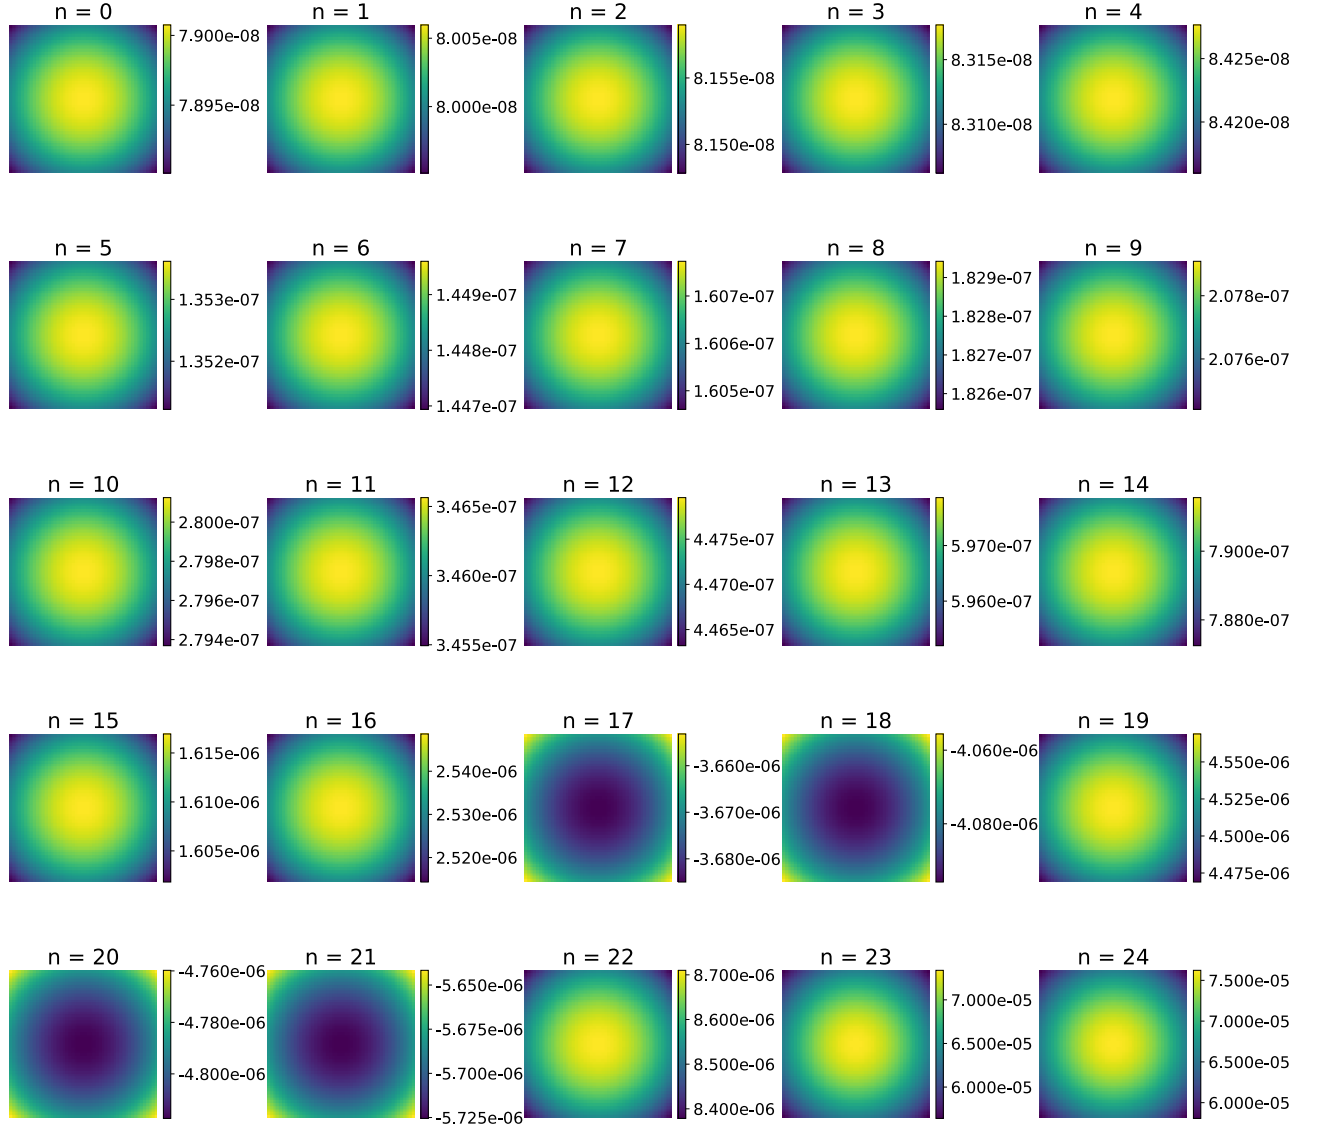 n = 0
7.900e-08
7.895e-08
n = 1
8.005e-08
8.000e-08
n = 2
8.155e-08
8.150e-08
n = 3
8.315e-08
8.310e-08
n = 4
8.425e-08
8.420e-08
n = 5
1.353e-07
1.352e-07
n = 6
1.449e-07
1.448e-07
1.447e-07
n = 7
1.607e-07
1.606e-07
1.605e-07
n = 8
1.829e-07
1.828e-07
1.827e-07
1.826e-07
n = 9
2.078e-07
2.076e-07
n = 10
2.800e-07
2.798e-07
2.796e-07
2.794e-07
n = 11
3.465e-07
3.460e-07
3.455e-07
n = 12
4.475e-07
4.470e-07
4.465e-07
n = 13
5.970e-07
5.960e-07
n = 14
7.900e-07
7.880e-07
n = 15
1.615e-06
1.610e-06
1.605e-06
n = 16
2.540e-06
2.530e-06
2.520e-06
n = 17
-3.660e-06
-3.670e-06
-3.680e-06
n = 18
-4.060e-06
-4.080e-06
n = 19
4.550e-06
4.525e-06
4.500e-06
4.475e-06
n = 20
-4.760e-06
-4.780e-06
-4.800e-06
n = 21
-5.650e-06
-5.675e-06
-5.700e-06
-5.725e-06
n = 22
8.700e-06
8.600e-06
8.500e-06
8.400e-06
n = 23
7.000e-05
6.500e-05
6.000e-05
n = 24
7.500e-05
7.000e-05
6.500e-05
6.000e-05